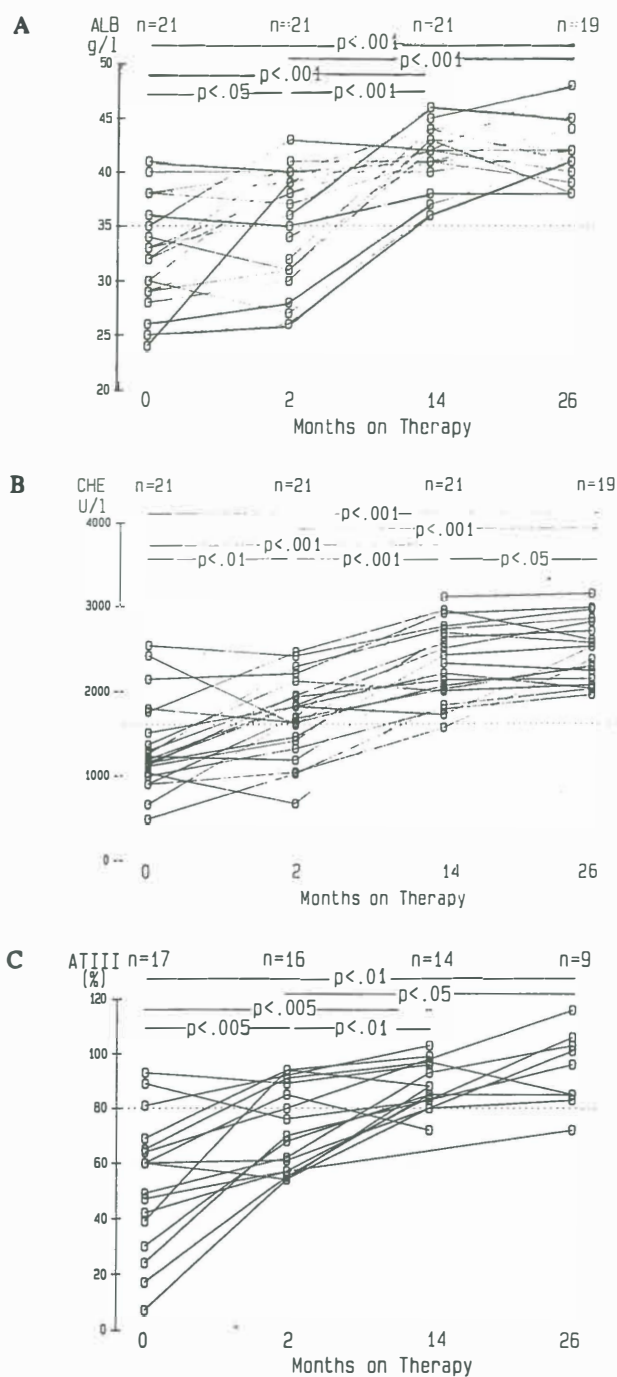 A
ALB n=21 n=21 n=21 n=19
g/l
p<.001
p<.001
p<.001
p<.05 p<.001
50
45
40
35
30
25
20
0 2 14 26
Months on Therapy
B
CHE n=21 n=21 n=21 n=19
U/l
4000
p<.001
p<.001
p<.001
p<.01 p<.001 p<.05
3000
2000
1000
0
0 2 14 26
Months on Therapy
C
ATIII n=17 n=16 n=14 n=9
(%)
p<.01
p<.05
p<.005
p<.005 p<.01
120
100
80
60
40
20
0
0 2 14 26
Months on Therapy